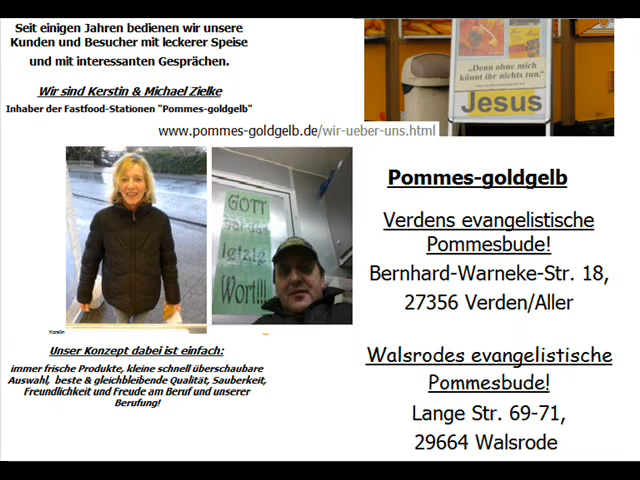 Seit einigen Jahren bedienen wir unsere
Kunden und Besucher mit leckerer Speise
und mit interessanten Gesprächen.
Wir sind Kerstin & Michael Zielke
Inhaber der Fastfood-Stationen "Pommes-goldgelb"
„Denn ohne mich
könnt ihr nichts tun.“
Jesus
www.pommes-goldgelb.de/wir-ueber-uns.html
GOTT
hat das
letzte
Wort!!!
Kerstin
Unser Konzept dabei ist einfach:
immer frische Produkte, kleine schnell überschaubare
Auswahl, beste & gleichbleibende Qualität, Sauberkeit,
Freundlichkeit und Freude am Beruf und unserer
Berufung!
Pommes-goldgelb
Verdens evangelistische
Pommesbude!
Bernhard-Warneke-Str. 18,
27356 Verden/Aller
Walsrodes evangelistische
Pommesbude!
Lange Str. 69-71,
29664 Walsrode